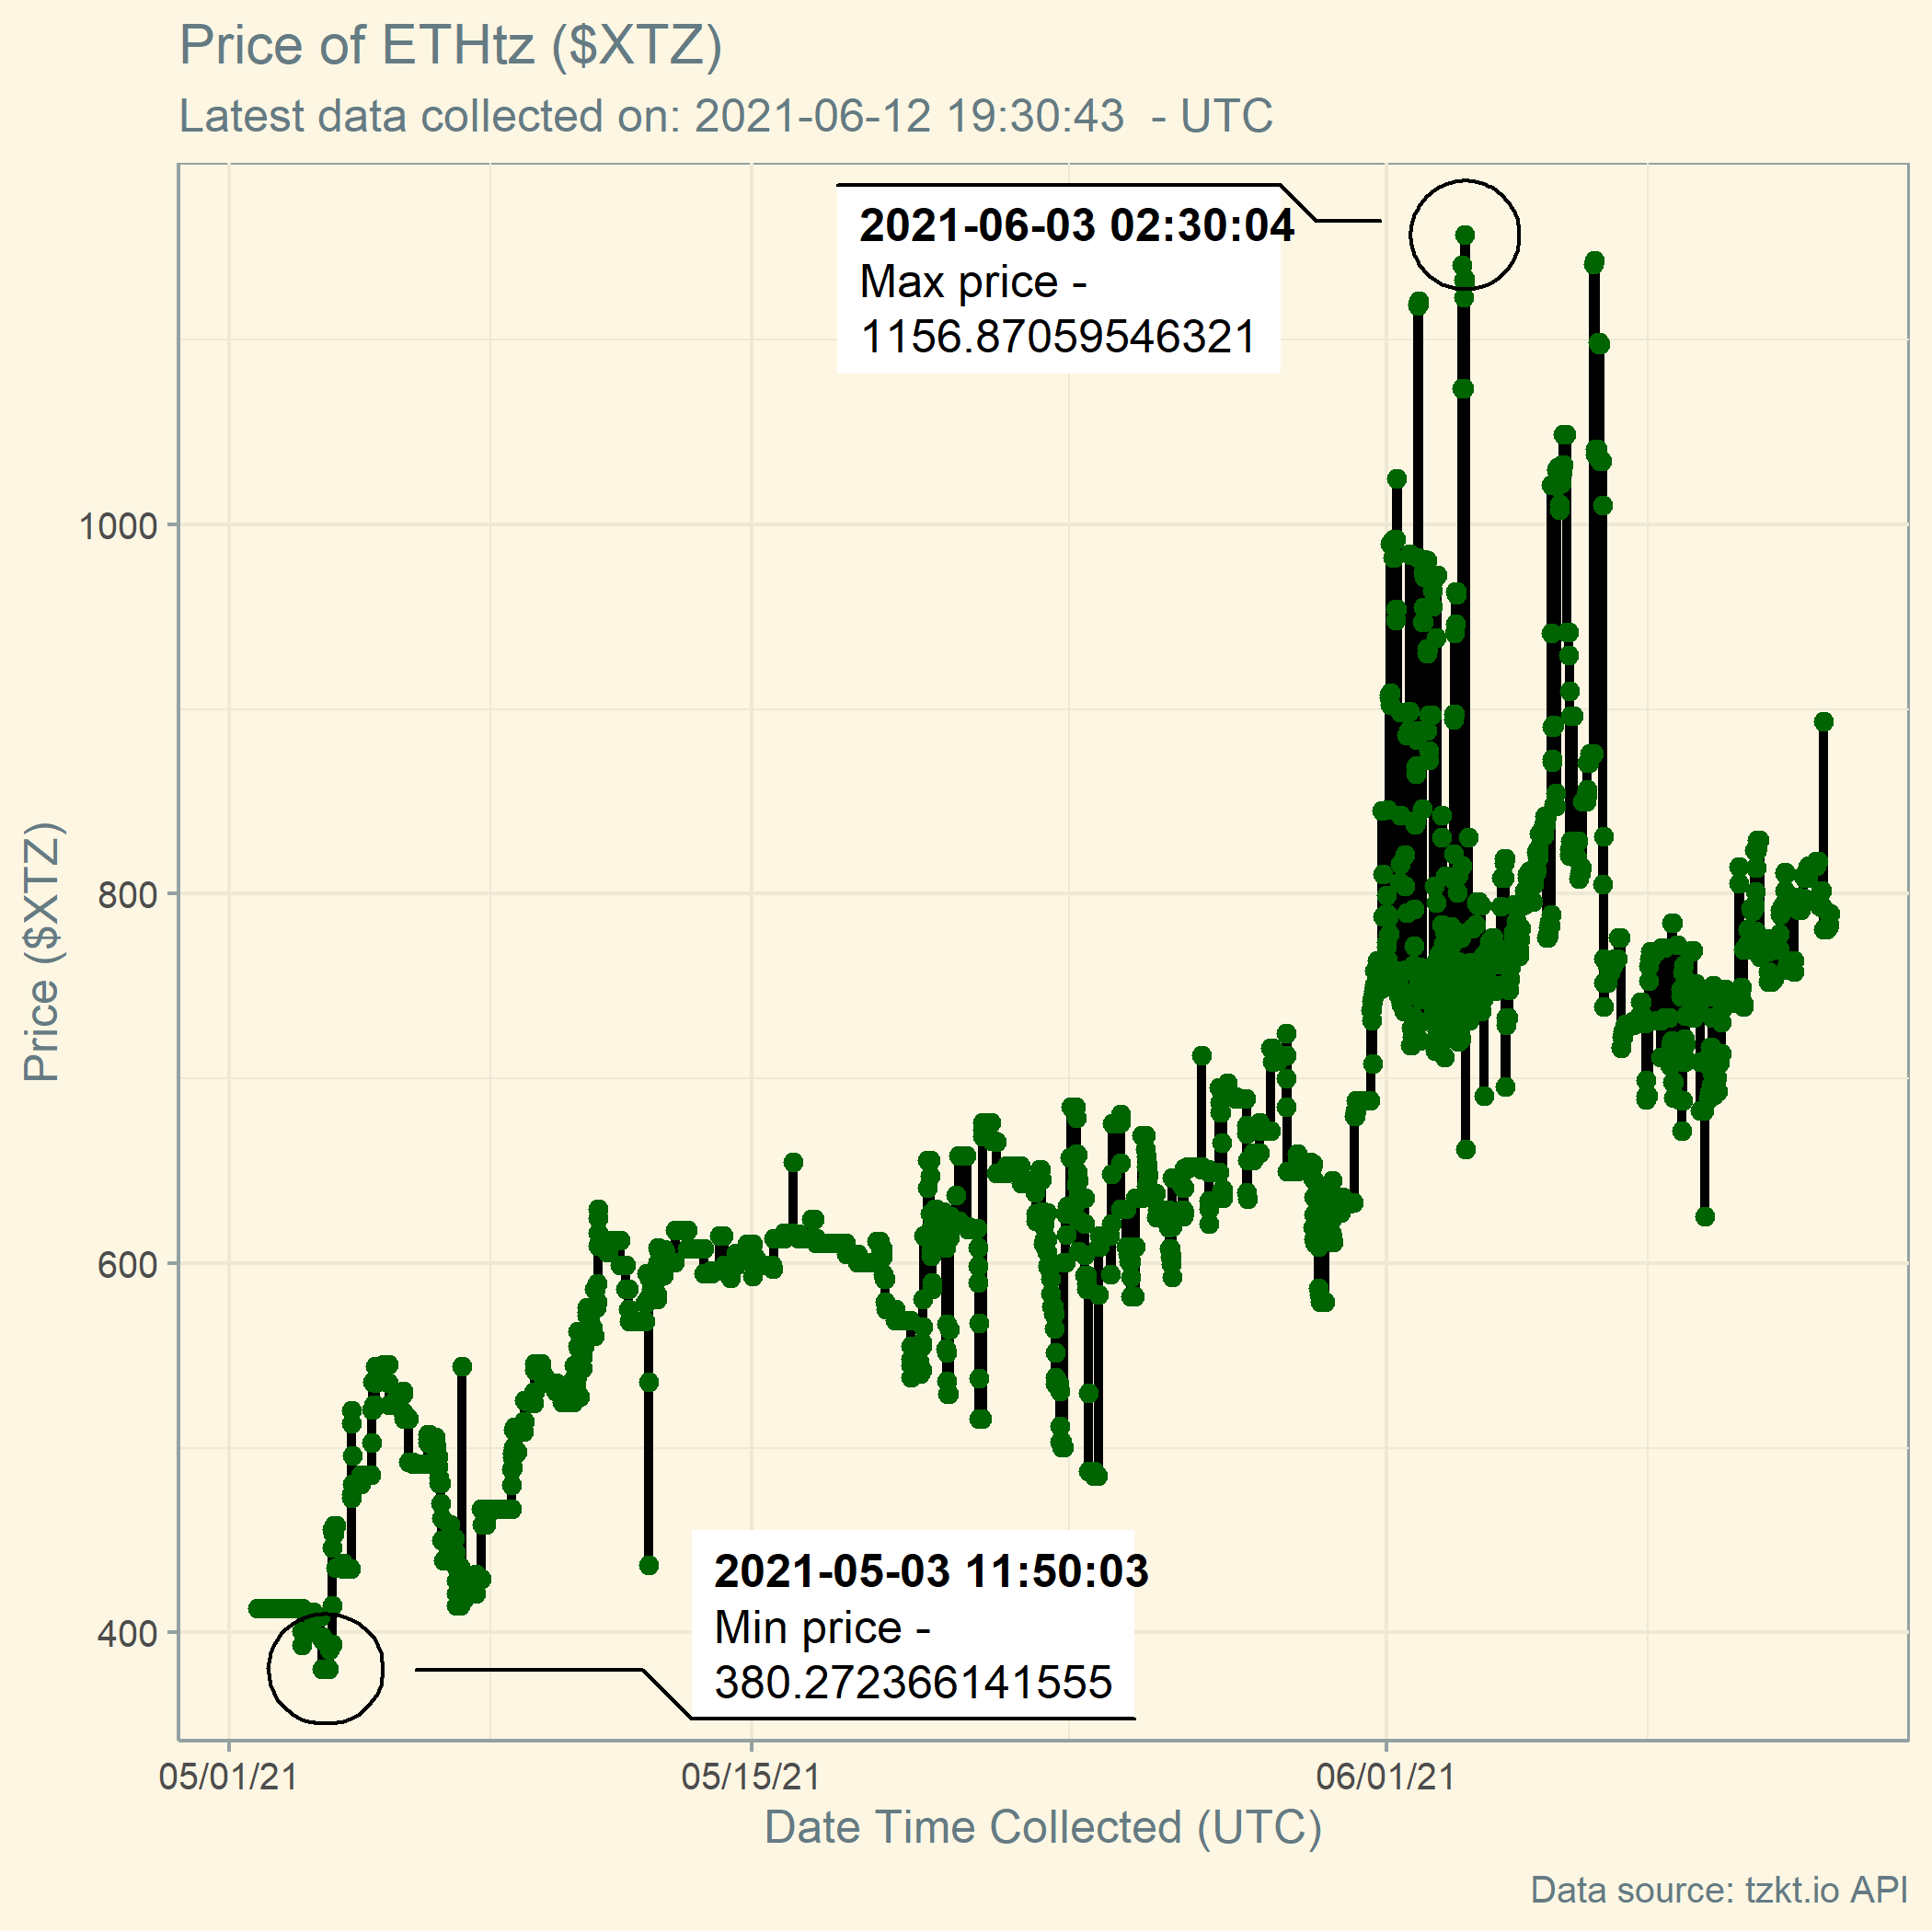 Price of ETHtz ($XTZ)
Latest data collected on: 2021-06-12 19:30:43  - UTC
2021-06-03 02:30:04
Max price -
1156.87059546321
1000
800
600
400
Price ($XTZ)
2021-05-03 11:50:03
Min price -
380.272366141555
05/01/21
05/15/21
06/01/21
Date Time Collected (UTC)
Data source: tzkt.io API